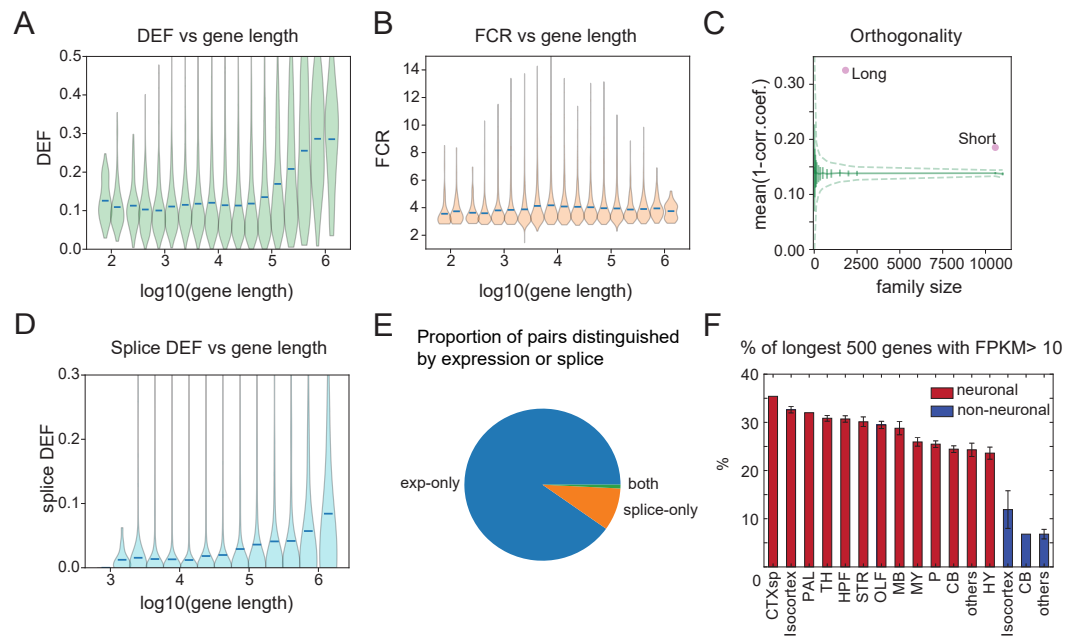 A
DEF vs gene length
0.5
0.4
0.3
0.2
0.1
0.0
DEF
2
3
4
5
6
log10(gene length)
B
FCR vs gene length
14
12
10
8
6
4
2
FCR
2
3
4
5
6
log10(gene length)
C
Orthogonality
0.30
0.20
0.10
0.00
mean(1-corr.coef.)
Long
Short
0
2500
5000
7500
10000
family size
D
Splice DEF vs gene length
0.3
0.2
0.1
0.0
splice DEF
3
4
5
6
log10(gene length)
E
Proportion of pairs distinguished
by expression or splice
exp-only
both
splice-only
F
% of longest 500 genes with FPKM> 10
40
30
20
10
0
%
neuronal
non-neuronal
CTXsp
Isocortex
PAL
TH
HPF
STR
OLF
MB
MY
P
CB
others
HY
Isocortex
CB
others